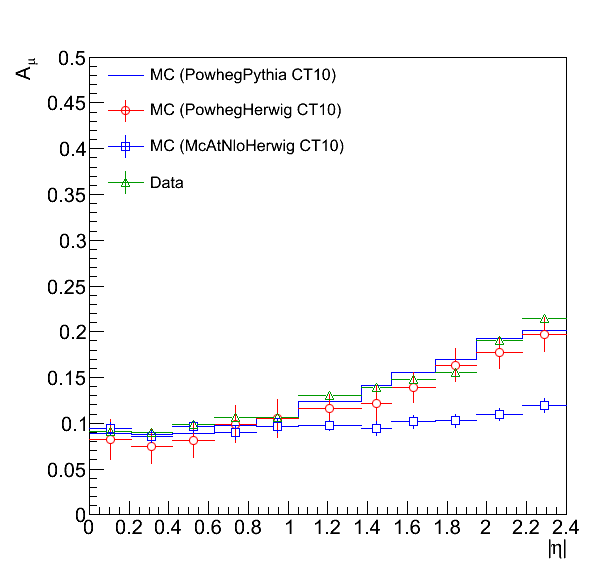 A μ
0.5
MC (PowhegPythia CT10)
0.45
MC (PowhegHerwig CT10)
0.4
MC (McAtNloHerwig CT10)
0.35
Data
0.3
0.25
0.2
0.15
0.1
0.05
0
0 0.2 0.4 0.6 0.8 1 1.2 1.4 1.6 1.8 2 2.2 2.4
|η|